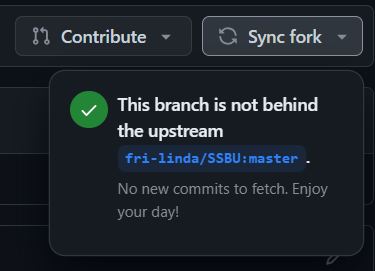 Contribute
Sync fork
This branch is not behind
the upstream
fri-linda/SSBU:master.
No new commits to fetch. Enjoy
your day!